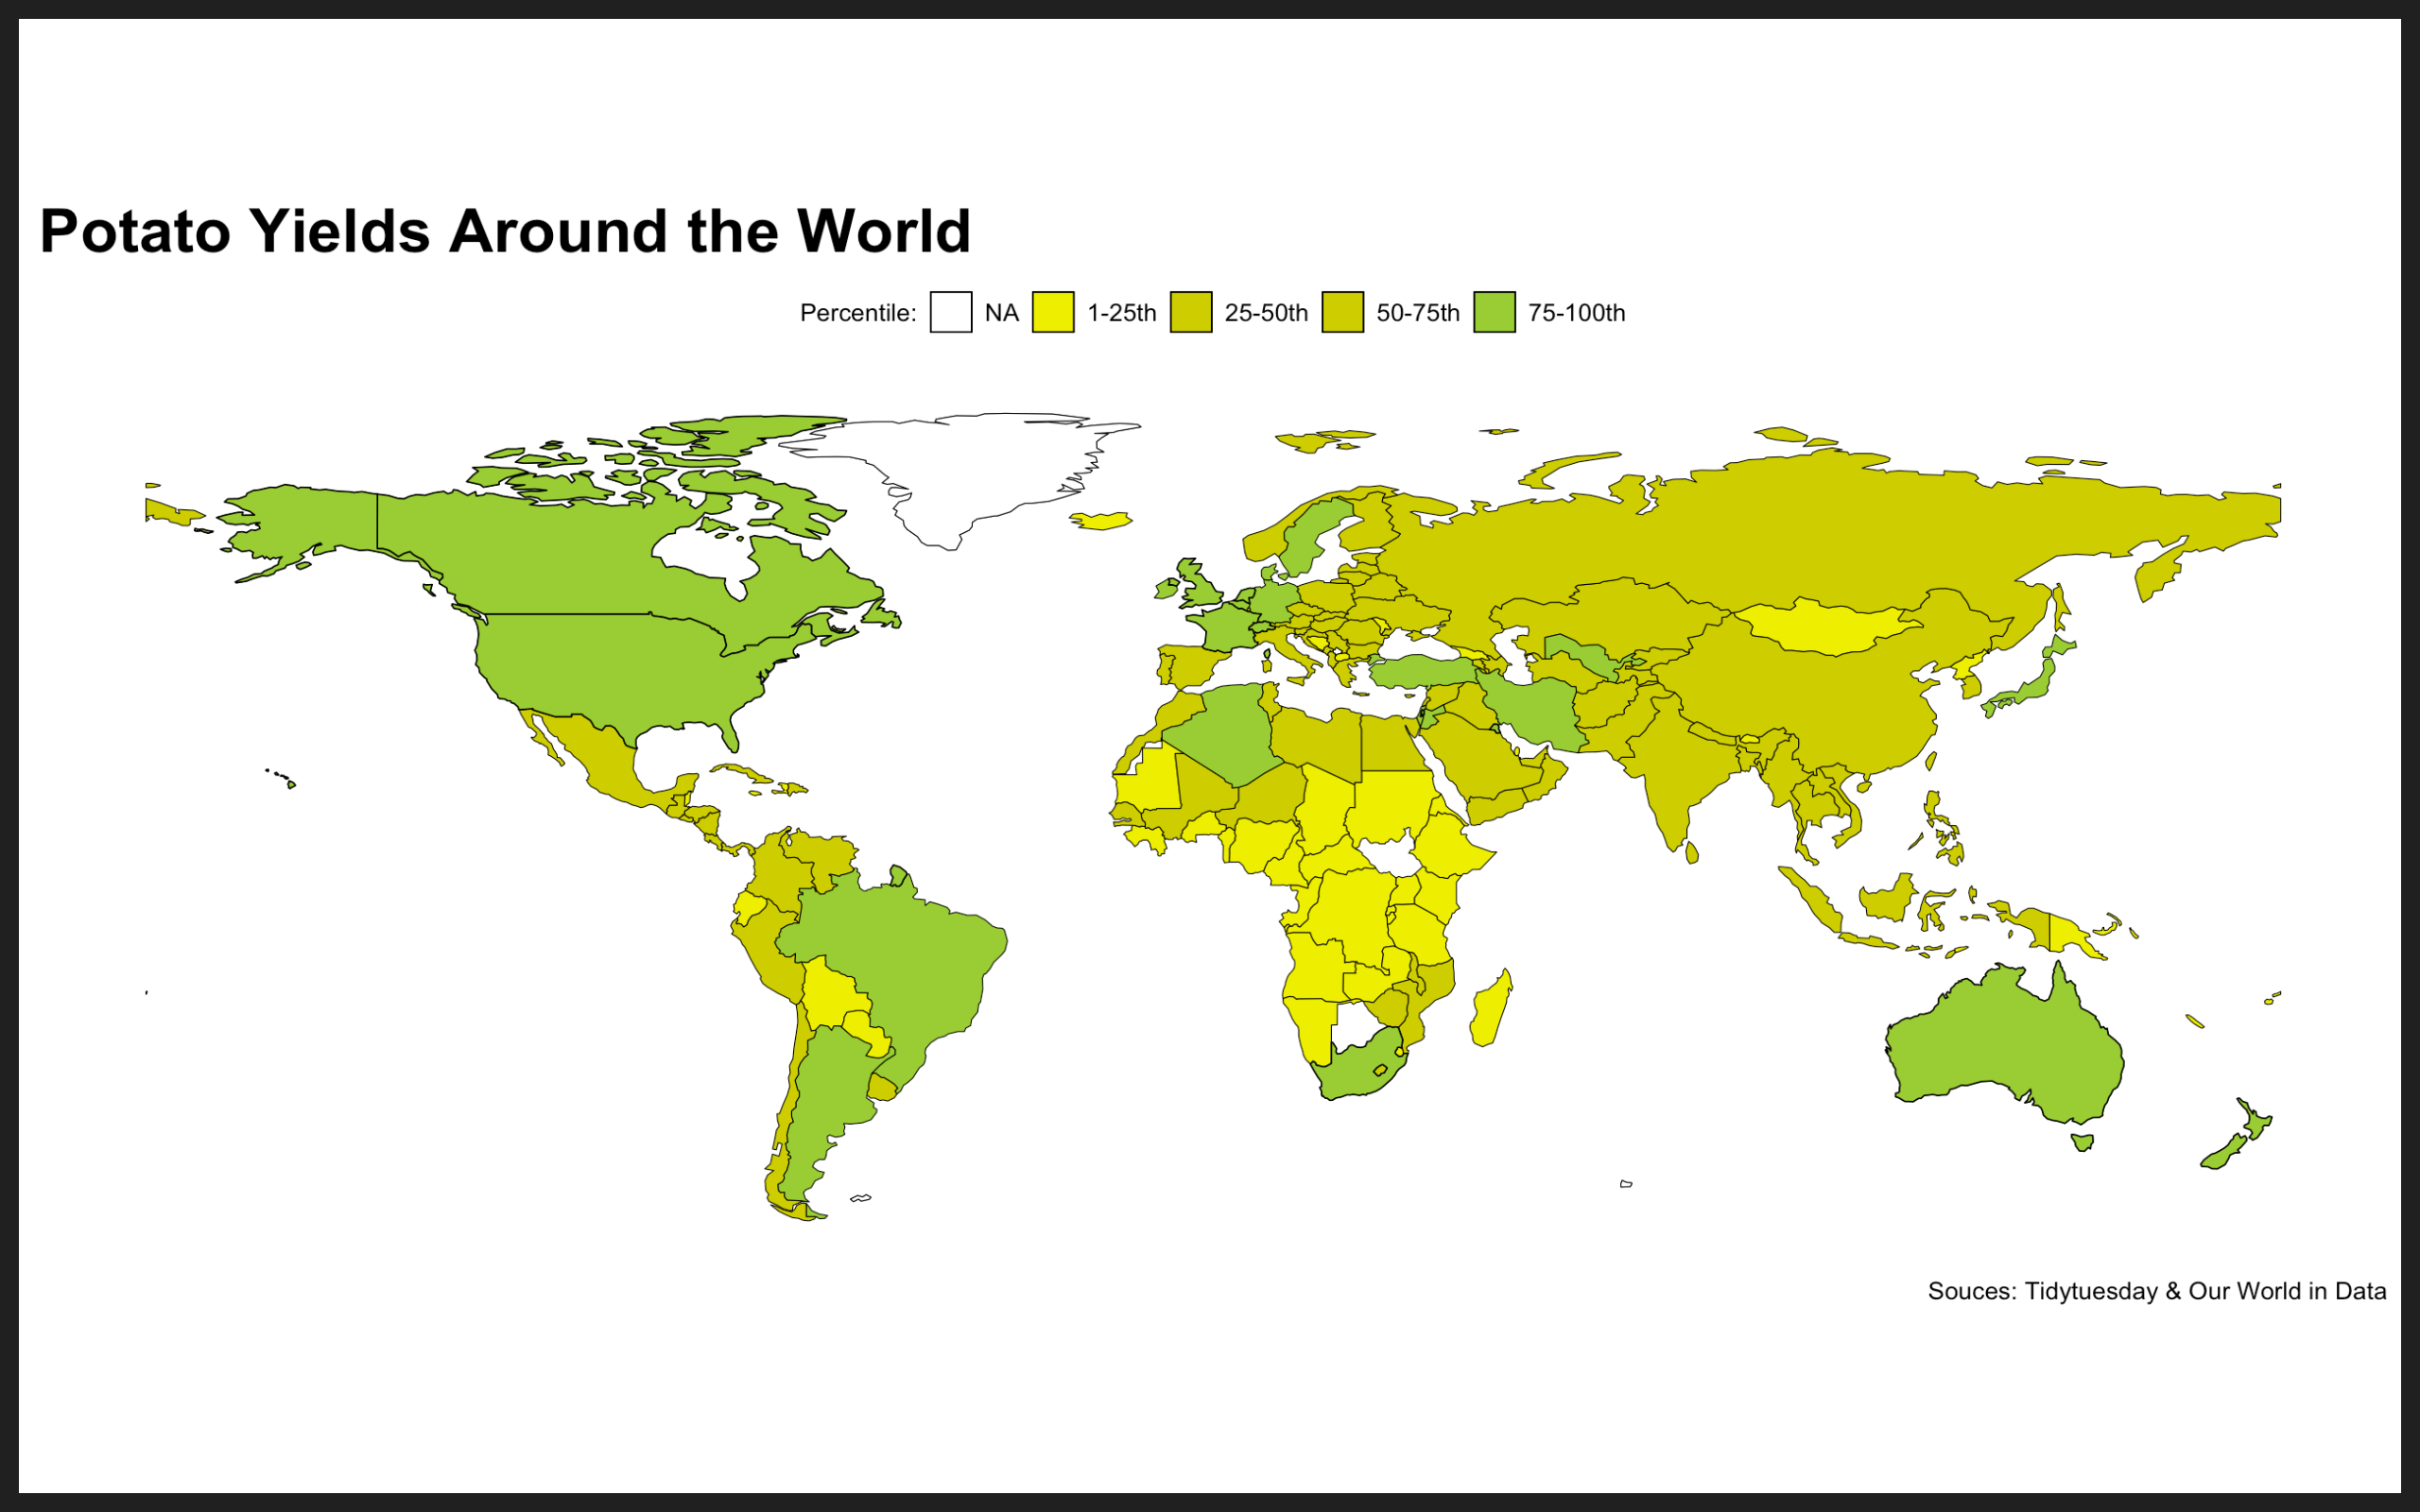 Potato Yields Around the World
Percentile: NA 1-25th 25-50th 50-75th 75-100th
Souces: Tidytuesday & Our World in Data